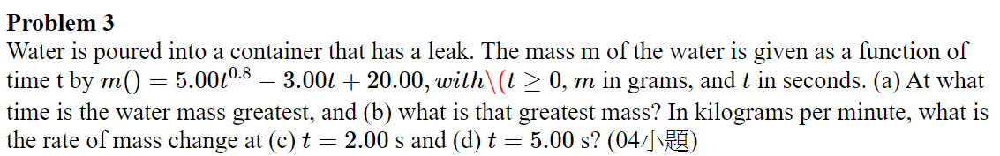 Problem 3
Water is poured into a container that has a leak. The mass m of the water is given as a function of
time t by m() = 5.00t^0.8 − 3.00t + 20.00, with\(t ≥ 0, m in grams, and t in seconds. (a) At what
time is the water mass greatest, and (b) what is that greatest mass? In kilograms per minute, what is
the rate of mass change at (c) t = 2.00 s and (d) t = 5.00 s? (04小題)